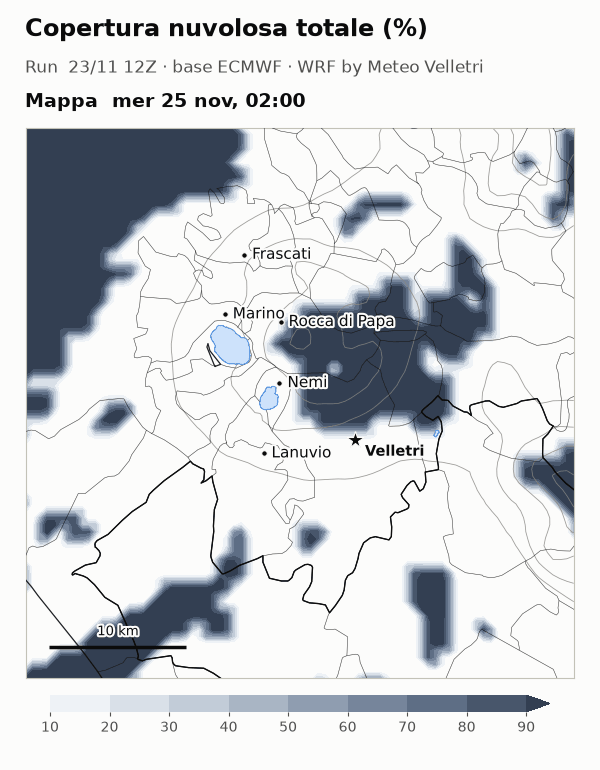 Copertura nuvolosa totale (%)
Run  23/11 12Z · base ECMWF · WRF by Meteo Velletri
Mappa  mer 25 nov, 02:00
Frascati
Marino
Rocca di Papa
Nemi
Velletri
Lanuvio
10 km
10 20 30 40 50 60 70 80 90